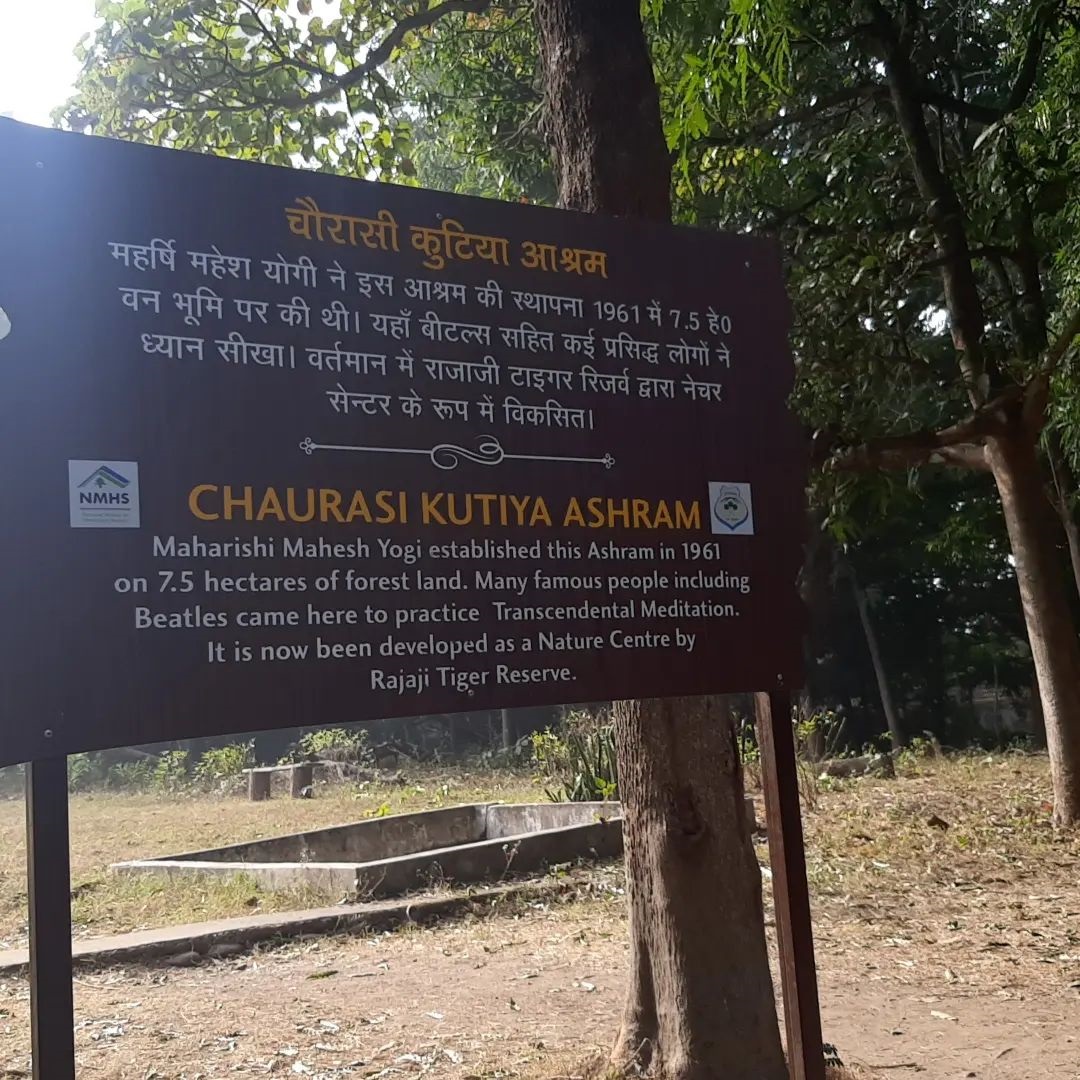 चौरासी कुटिया आश्रम
महर्षि महेश योगी ने इस आश्रम की स्थापना 1961 में 7.5 हे0
वन भूमि पर की थी। यहाँ बीटल्स सहित कई प्रसिद्ध लोगों ने
ध्यान सीखा। वर्तमान में राजाजी टाइगर रिजर्व द्वारा नेचर
सेन्टर के रूप में विकसित।
NMHS
CHAURASI KUTIYA ASHRAM
Maharishi Mahesh Yogi established this Ashram in 1961
on 7.5 hectares of forest land. Many famous people including
Beatles came here to practice Transcendental Meditation.
It is now been developed as a Nature Centre by
Rajaji Tiger Reserve.